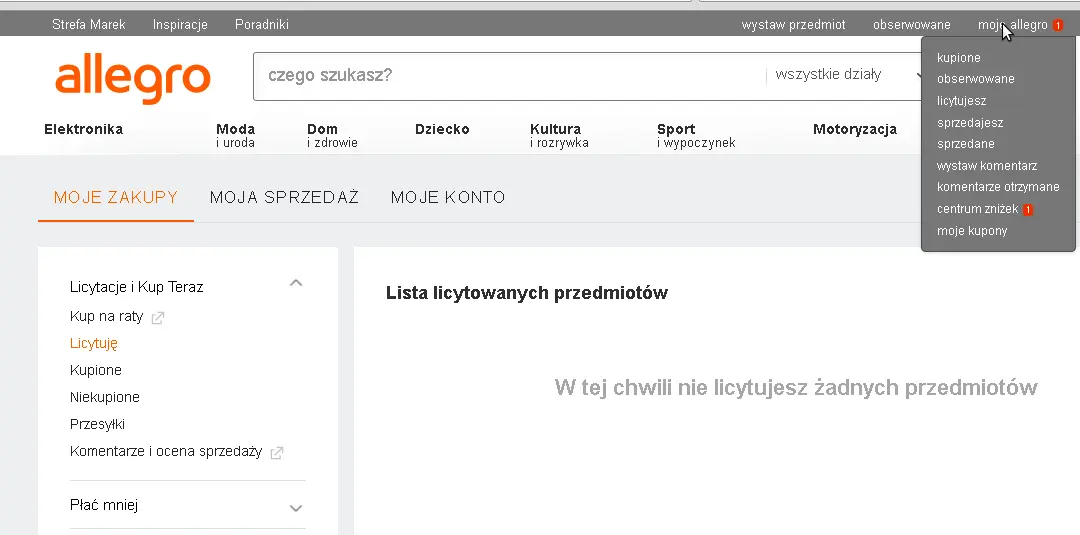 Strefa Marek Inspiracje Poradniki wystaw przedmiot obserwowane moje allegro 1
allegro
czego szukasz? wszystkie działy
Elektronika Moda i uroda Dom i zdrowie Dziecko Kultura i rozrywka Sport i wypoczynek Motoryzacja
kupione
obserwowane
licytujesz
sprzedajesz
sprzedane
wystaw komentarz
komentarze otrzymane
centrum zniżek 1
moje kupony
MOJE ZAKUPY MOJA SPRZEDAŻ MOJE KONTO
Licytacje i Kup Teraz
Kup na raty
Licytuję
Kupione
Niekupione
Przesyłki
Komentarze i ocena sprzedaży
Płać mniej
Lista licytowanych przedmiotów
W tej chwili nie licytujesz żadnych przedmiotów